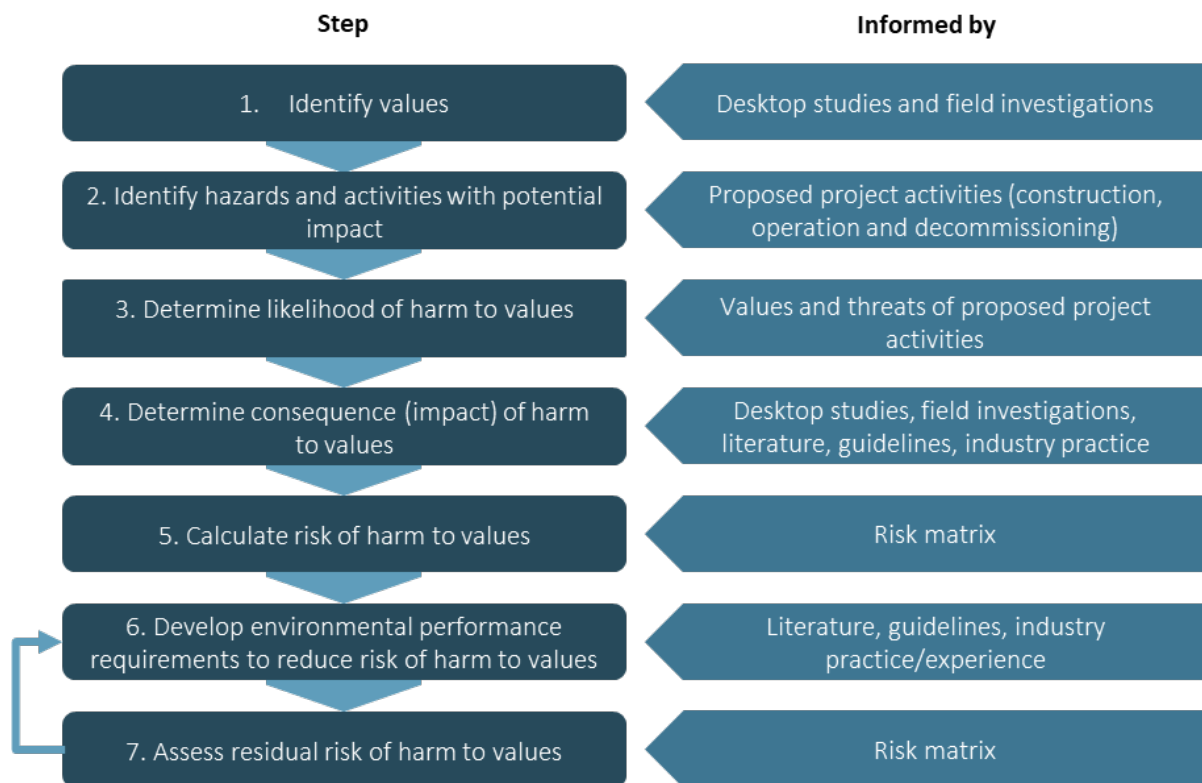 Step
Informed by
1. Identify values
Desktop studies and field investigations
2. Identify hazards and activities with potential
impact
Proposed project activities (construction,
operation and decommissioning)
3. Determine likelihood of harm to values
Values and threats of proposed project
activities
4. Determine consequence (impact) of harm
to values
Desktop studies, field investigations,
literature, guidelines, industry practice
5. Calculate risk of harm to values
Risk matrix
6. Develop environmental performance
requirements to reduce risk of harm to values
Literature, guidelines, industry
practice/experience
7. Assess residual risk of harm to values
Risk matrix